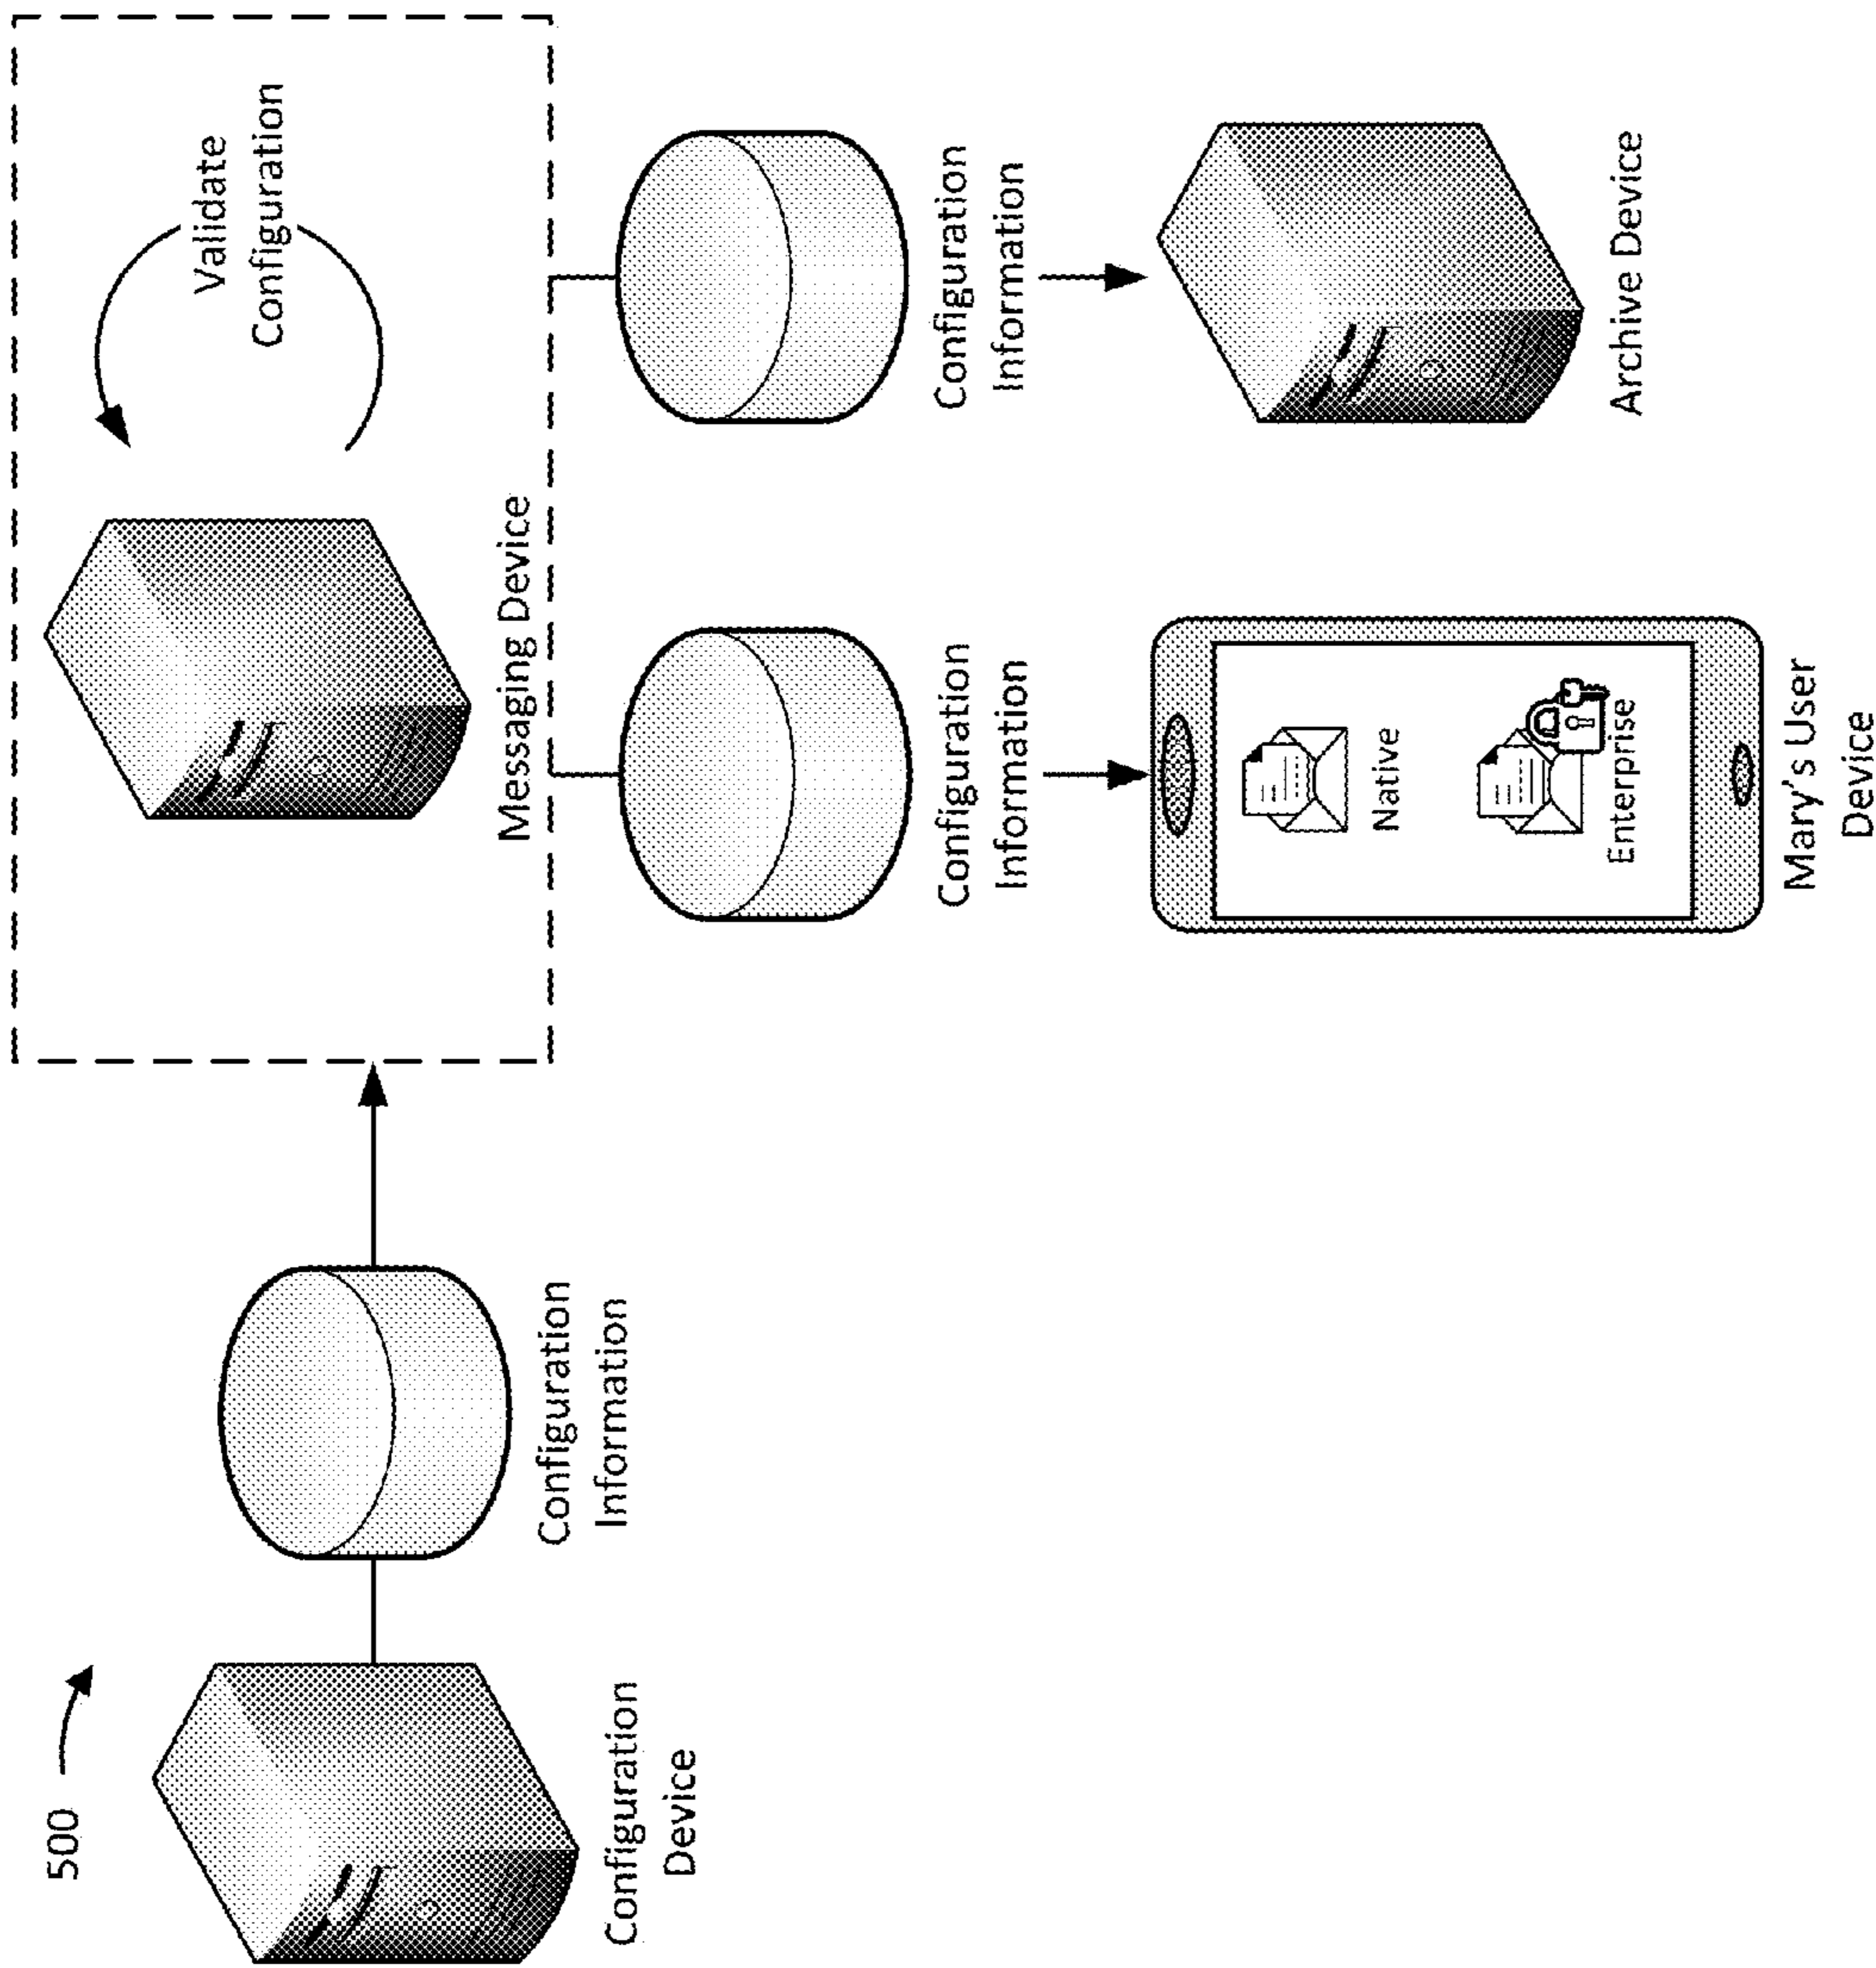 500
Configuration
Device
Configuration
Information
Messaging Device
Validate
Configuration
Configuration
Information
Configuration
Information
Native
Enterprise
Mary's User
Device
Archive Device